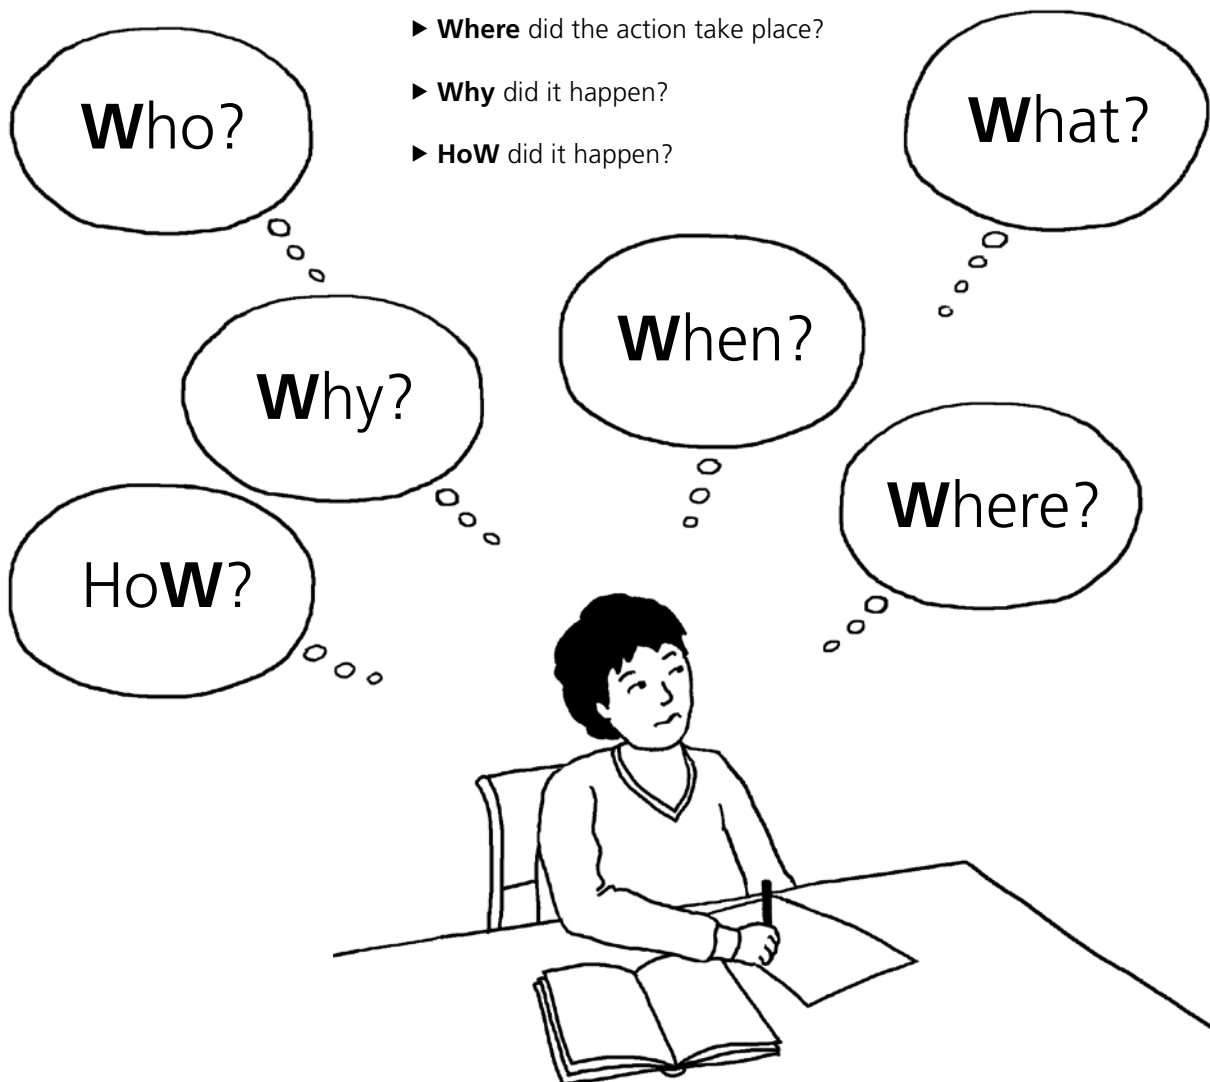 ▶ Where did the action take place?
▶ Why did it happen?
▶ HoW did it happen?
Who?
What?
When?
Why?
Where?
HoW?